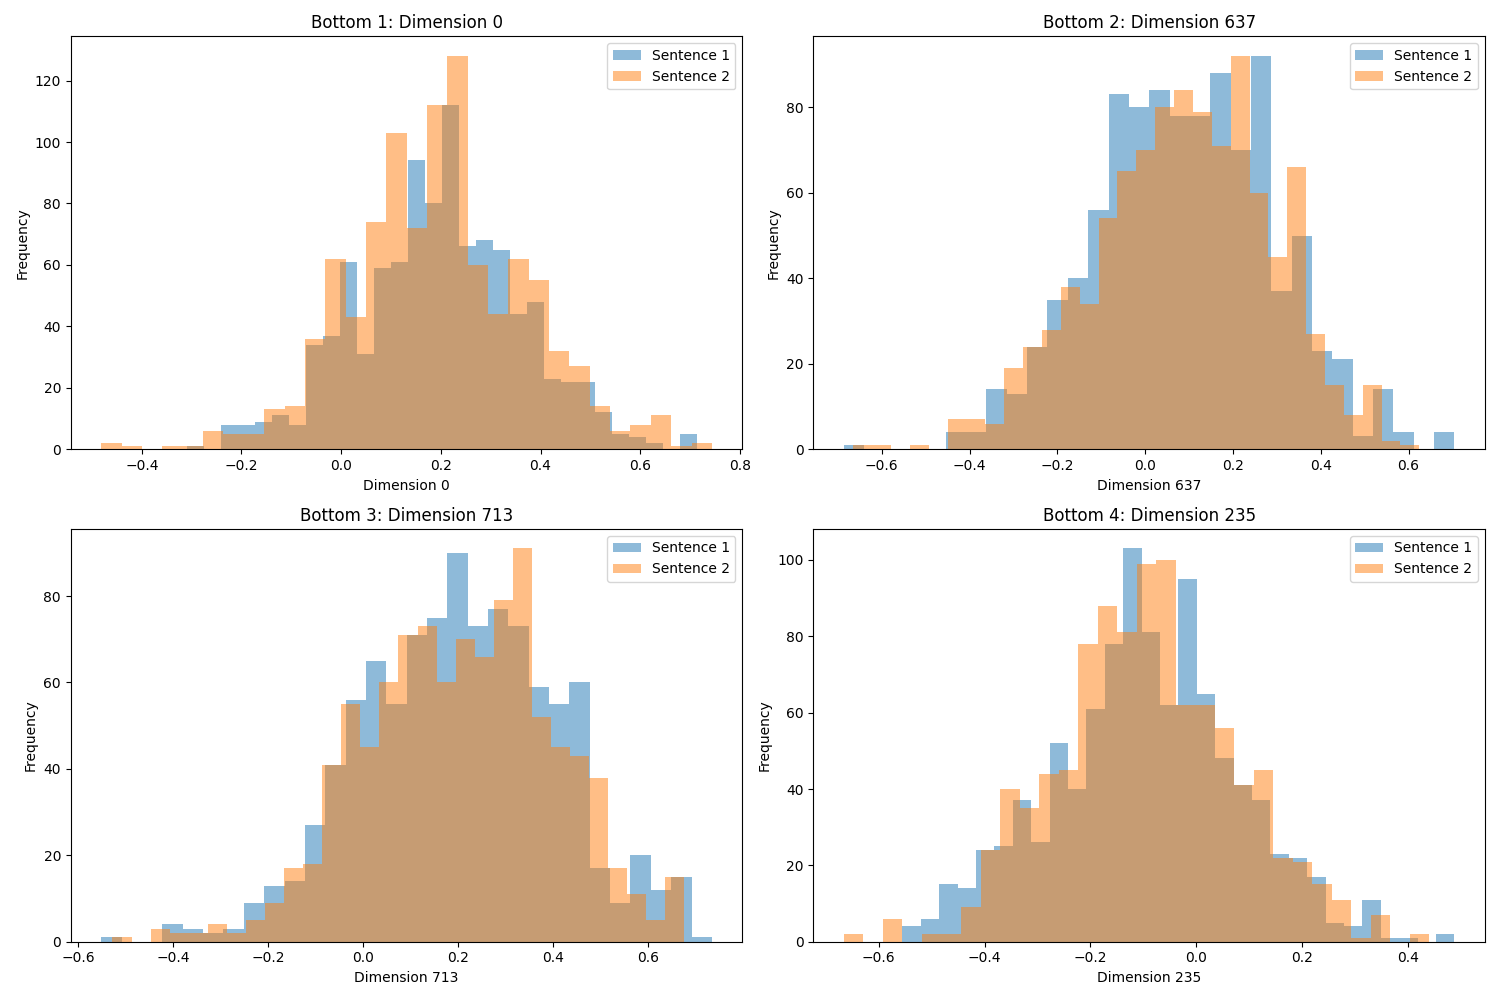 Bottom 1: Dimension 0
Sentence 1
Sentence 2
Frequency
120
100
80
60
40
20
0
−0.4
−0.2
0.0
0.2
0.4
0.6
0.8
Dimension 0
Bottom 2: Dimension 637
Sentence 1
Sentence 2
Frequency
80
60
40
20
0
−0.6
−0.4
−0.2
0.0
0.2
0.4
0.6
Dimension 637
Bottom 3: Dimension 713
Sentence 1
Sentence 2
Frequency
80
60
40
20
0
−0.6
−0.4
−0.2
0.0
0.2
0.4
0.6
Dimension 713
Bottom 4: Dimension 235
Sentence 1
Sentence 2
Frequency
100
80
60
40
20
0
−0.6
−0.4
−0.2
0.0
0.2
0.4
Dimension 235